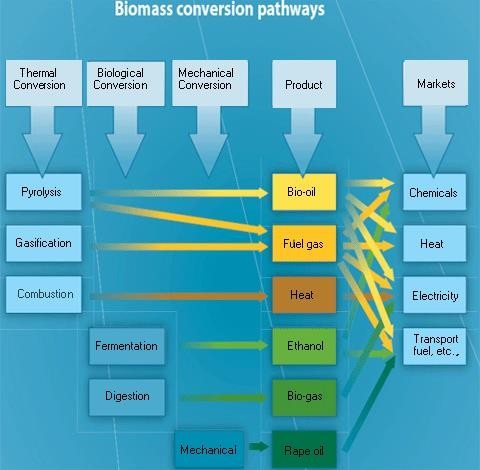 Biomass conversion pathways
Thermal
Conversion
Biological
Conversion
Mechanical
Conversion
Product
Markets
Pyrolysis
Bio-oil
Chemicals
Gasification
Fuel gas
Heat
Combustion
Heat
Electricity
Fermentation
Ethanol
Transport
fuel, etc.,
Digestion
Bio-gas
Mechanical
Rape oil